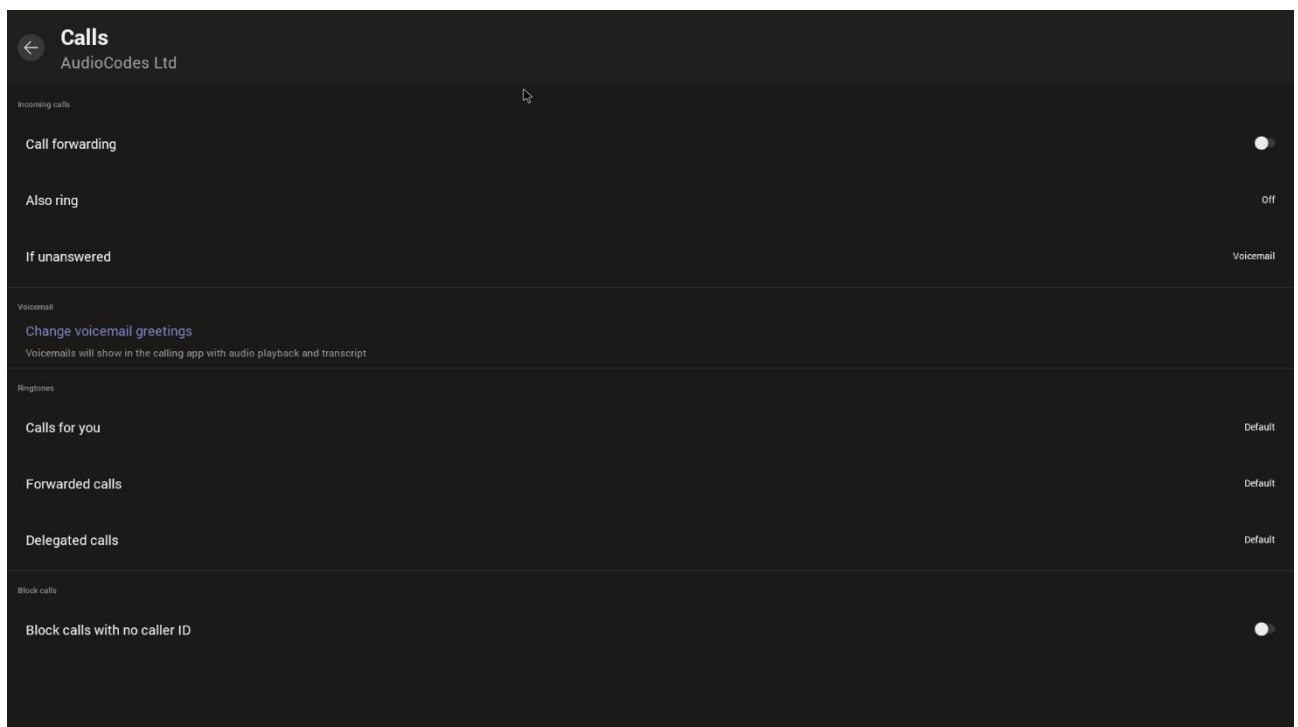 Calls
AudioCodes Ltd
Incoming calls
Call forwarding
Also ring Off
If unanswered Voicemail
Voicemail
Change voicemail greetings
Voicemails will show in the calling app with audio playback and transcript
Ringtones
Calls for you Default
Forwarded calls Default
Delegated calls Default
Block calls
Block calls with no caller ID